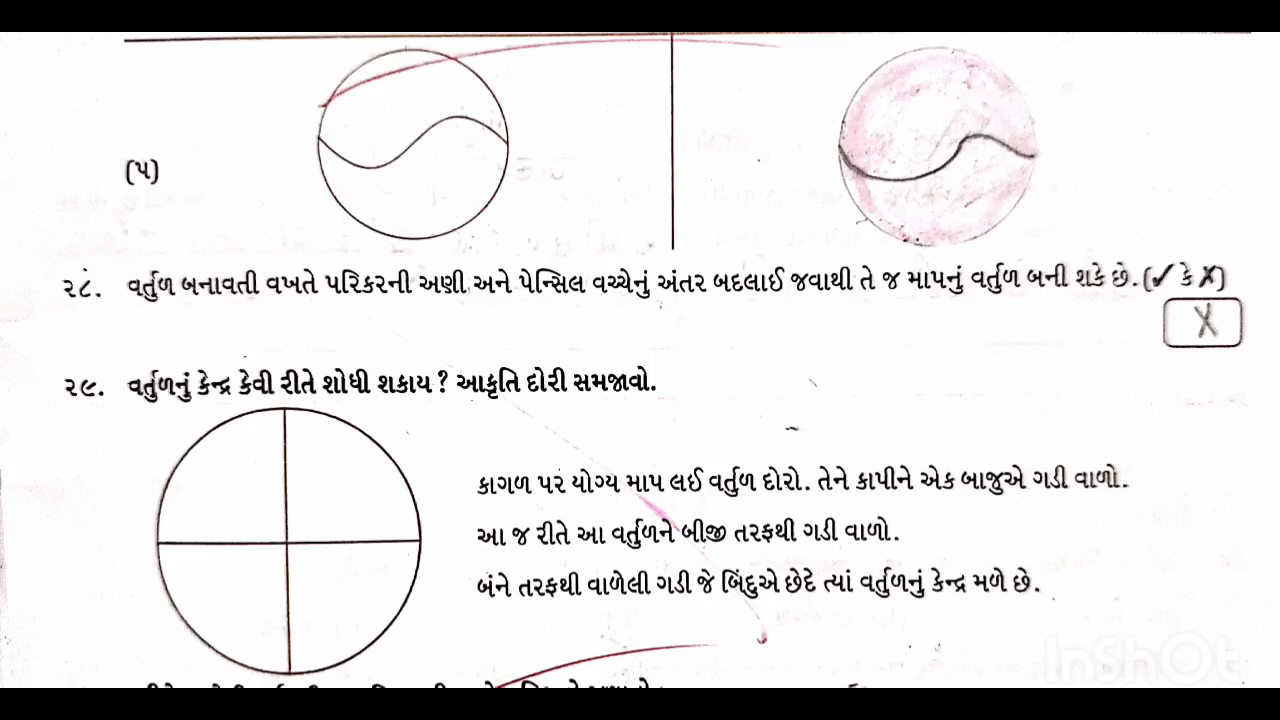 (૫)
૨૮. વર્તુળ બનાવતી વખતે પરિકરની અણી અને પેન્સિલ વચ્ચેનું અંતર બદલાઈ જવાથી તે જ માપનું વર્તુળ બની શકે છે. (✓ કે X)
X
૨૯. વર્તુળનું કેન્દ્ર કેવી રીતે શોધી શકાય ? આકૃતિ દોરી સમજાવો.
કાગળ પર યોગ્ય માપ લઈ વર્તુળ દોરો. તેને કાપીને એક બાજુએ ગડી વાળો.
આ જ રીતે આ વર્તુળને બીજી તરફથી ગડી વાળો.
બંને તરફથી વાળેલી ગડી જે બિંદુએ છેદે ત્યાં વર્તુળનું કેન્દ્ર મળે છે.
InShOt